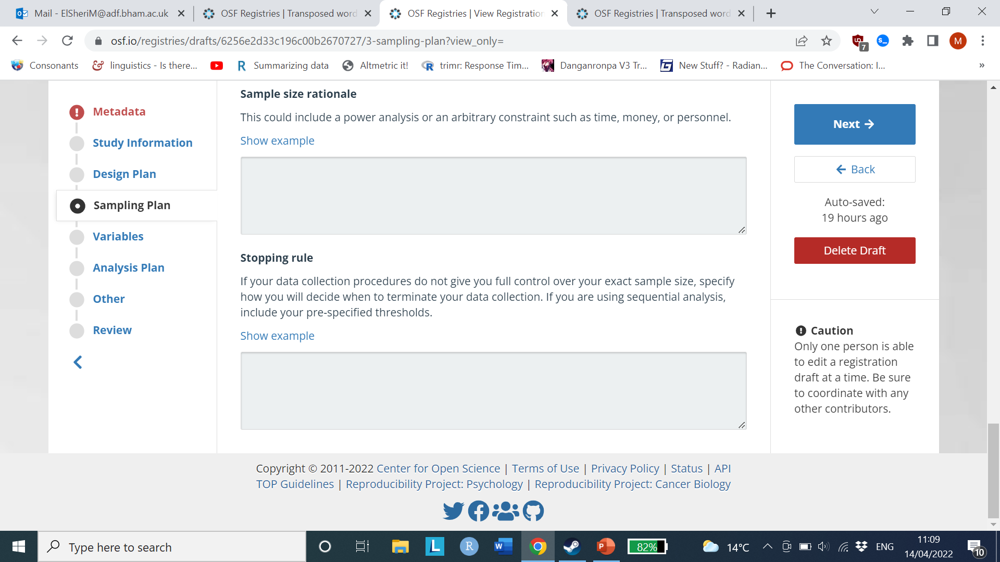 Mail - ElSheriM@adf.bham.ac.uk
OSF Registries | Transposed word
OSF Registries | View Registration
OSF Registries | Transposed word
osf.io/registries/drafts/6256e2d33c196c00b2670727/3-sampling-plan?view_only=
7
S_
M
Consonants
linguistics - Is there...
Summarizing data
Altmetric it!
trimr: Response Tim...
Danganronpa V3 Tr...
New Stuff? - Radian...
The Conversation: I...
»
Metadata
Study Information
Design Plan
Sampling Plan
Variables
Analysis Plan
Other
Review
Sample size rationale
This could include a power analysis or an arbitrary constraint such as time, money, or personnel.
Show example
Stopping rule
If your data collection procedures do not give you full control over your exact sample size, specify
how you will decide when to terminate your data collection. If you are using sequential analysis,
include your pre-specified thresholds.
Show example
Next
Back
Auto-saved:
19 hours ago
Delete Draft
Caution
Only one person is able
to edit a registration
draft at a time. Be sure
to coordinate with any
other contributors.
Copyright © 2011-2022 Center for Open Science | Terms of Use | Privacy Policy | Status | API
TOP Guidelines | Reproducibility Project: Psychology | Reproducibility Project: Cancer Biology
Type here to search
82%
14°C
ENG
11:09
14/04/2022
10